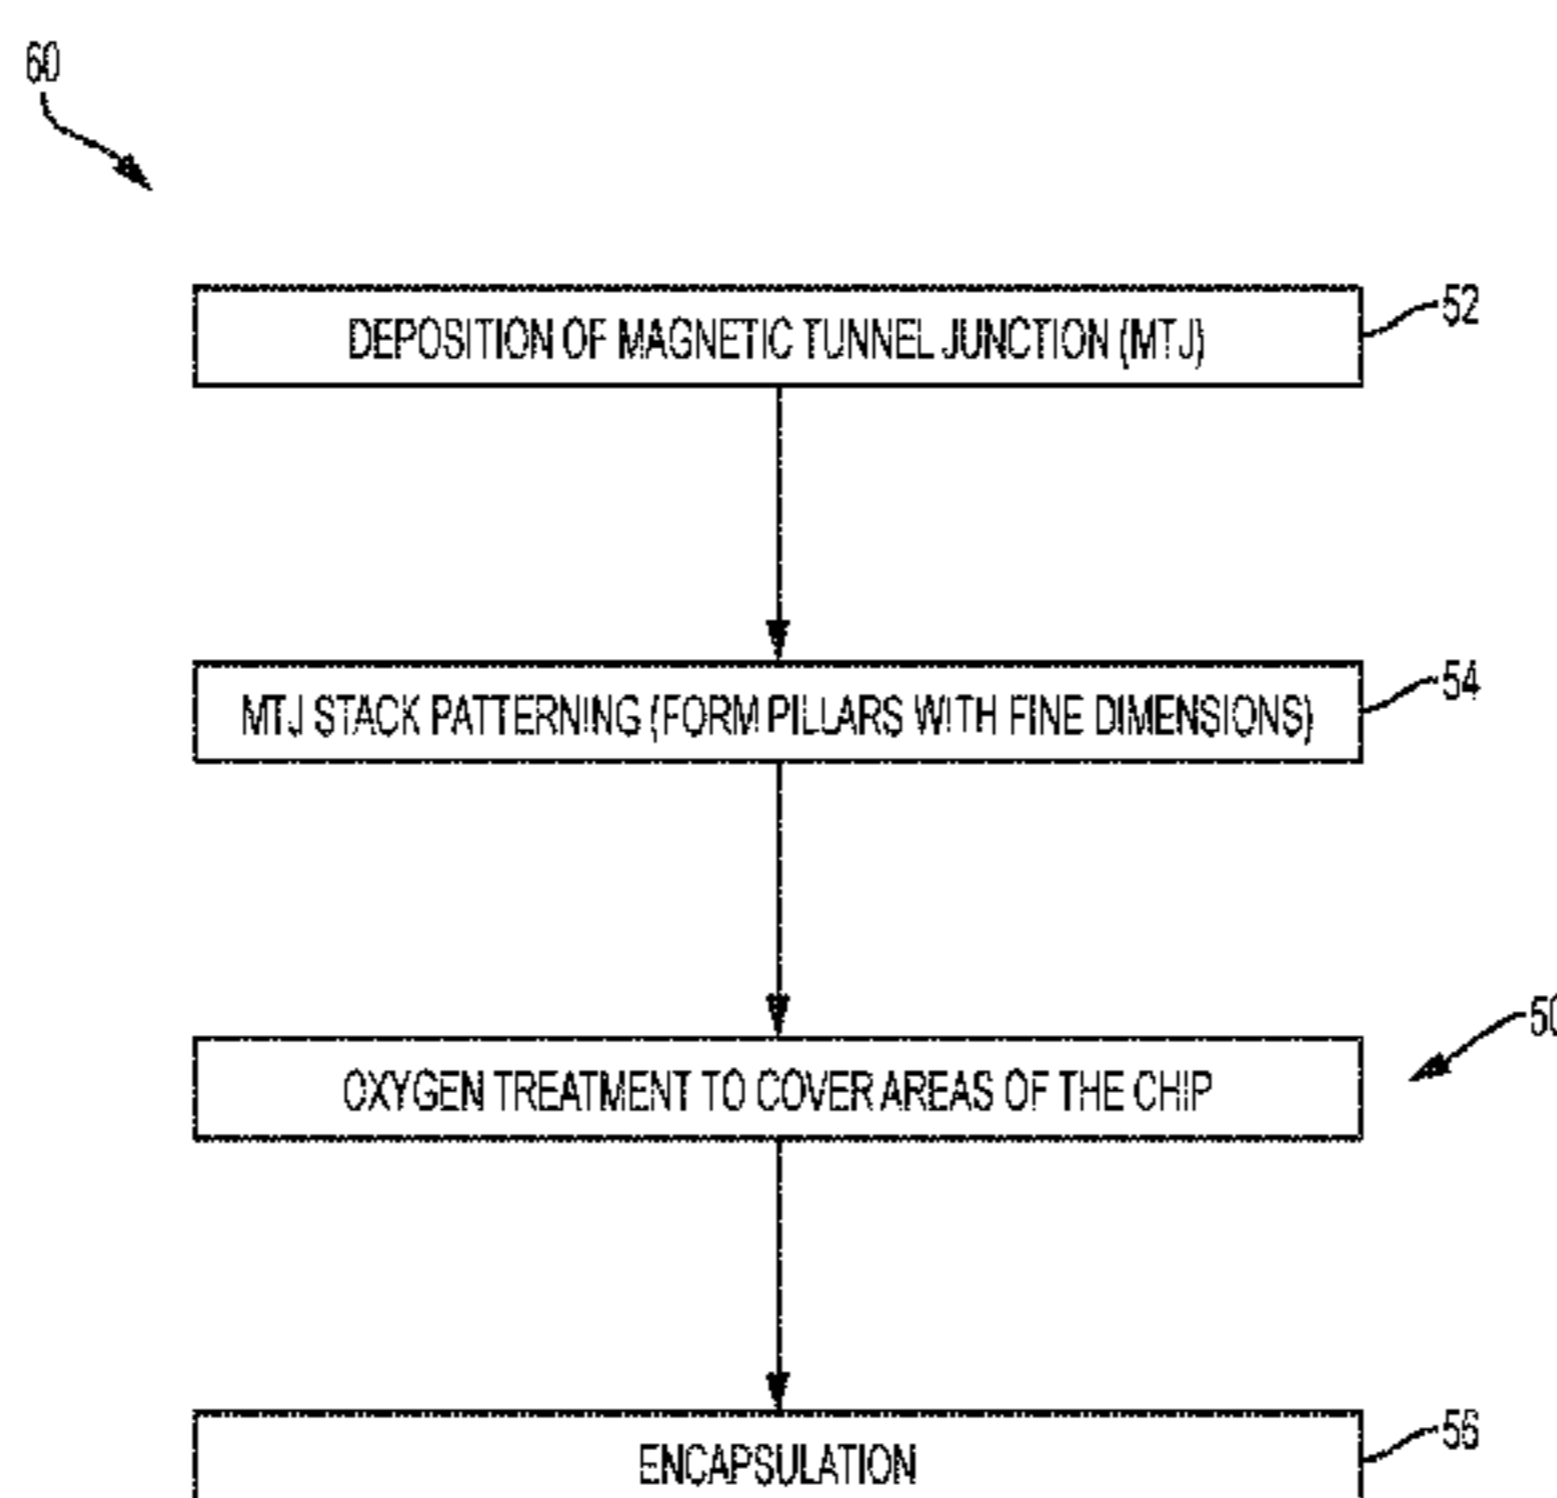 60
DEPOSITION OF MAGNETIC TUNNEL JUNCTION (MTJ)
52
MTJ STACK PATTERNING (FORM PILLARS WITH FINE DIMENSIONS)
54
50
OXYGEN TREATMENT TO COVER AREAS OF THE CHIP
ENCAPSULATION
56